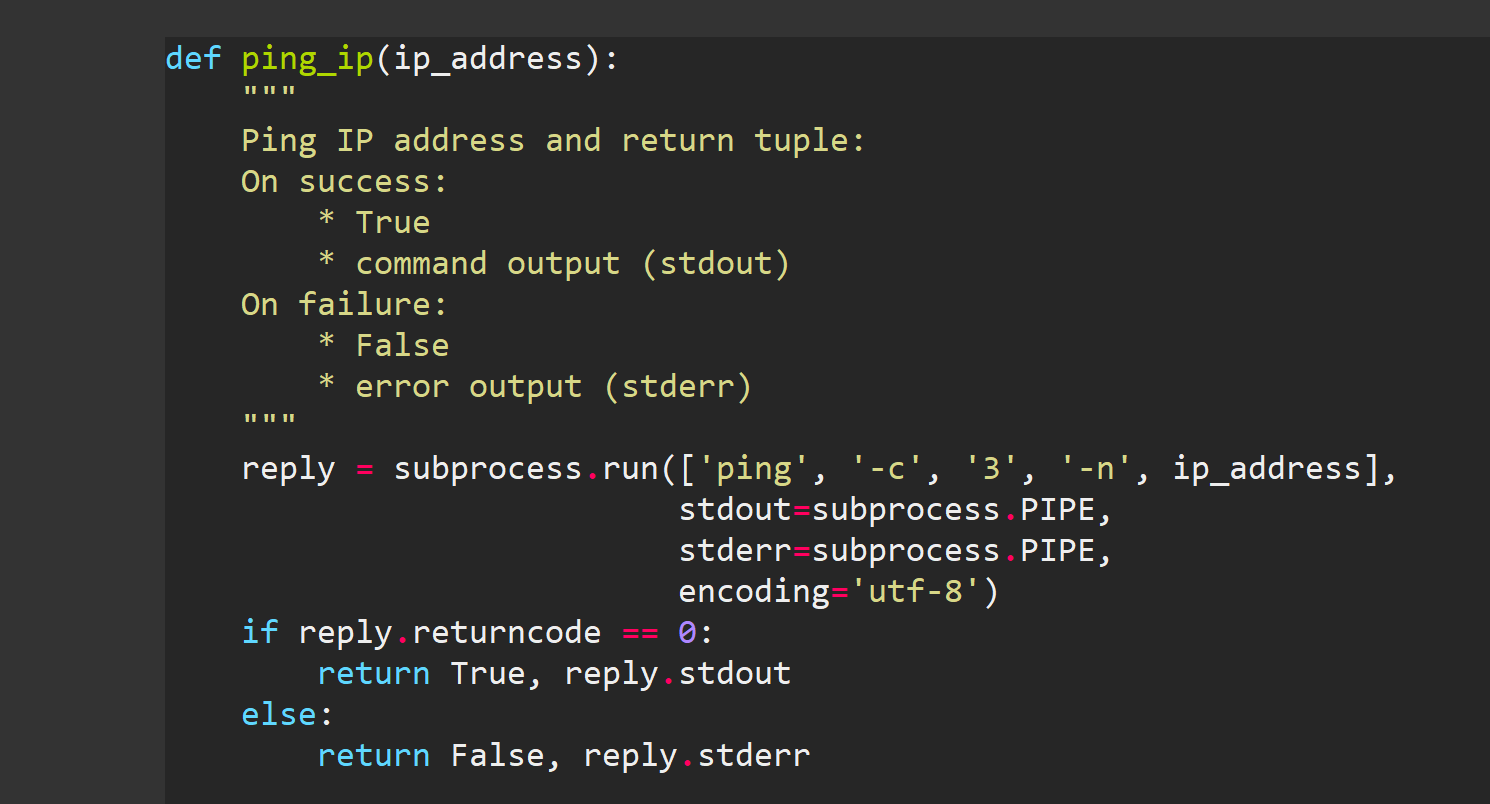 def ping_ip(ip_address):
    """
    Ping IP address and return tuple:
    On success:
        * True
        * command output (stdout)
    On failure:
        * False
        * error output (stderr)
    """
    reply = subprocess.run(['ping', '-c', '3', '-n', ip_address],
                           stdout=subprocess.PIPE,
                           stderr=subprocess.PIPE,
                           encoding='utf-8')
    if reply.returncode == 0:
        return True, reply.stdout
    else:
        return False, reply.stderr